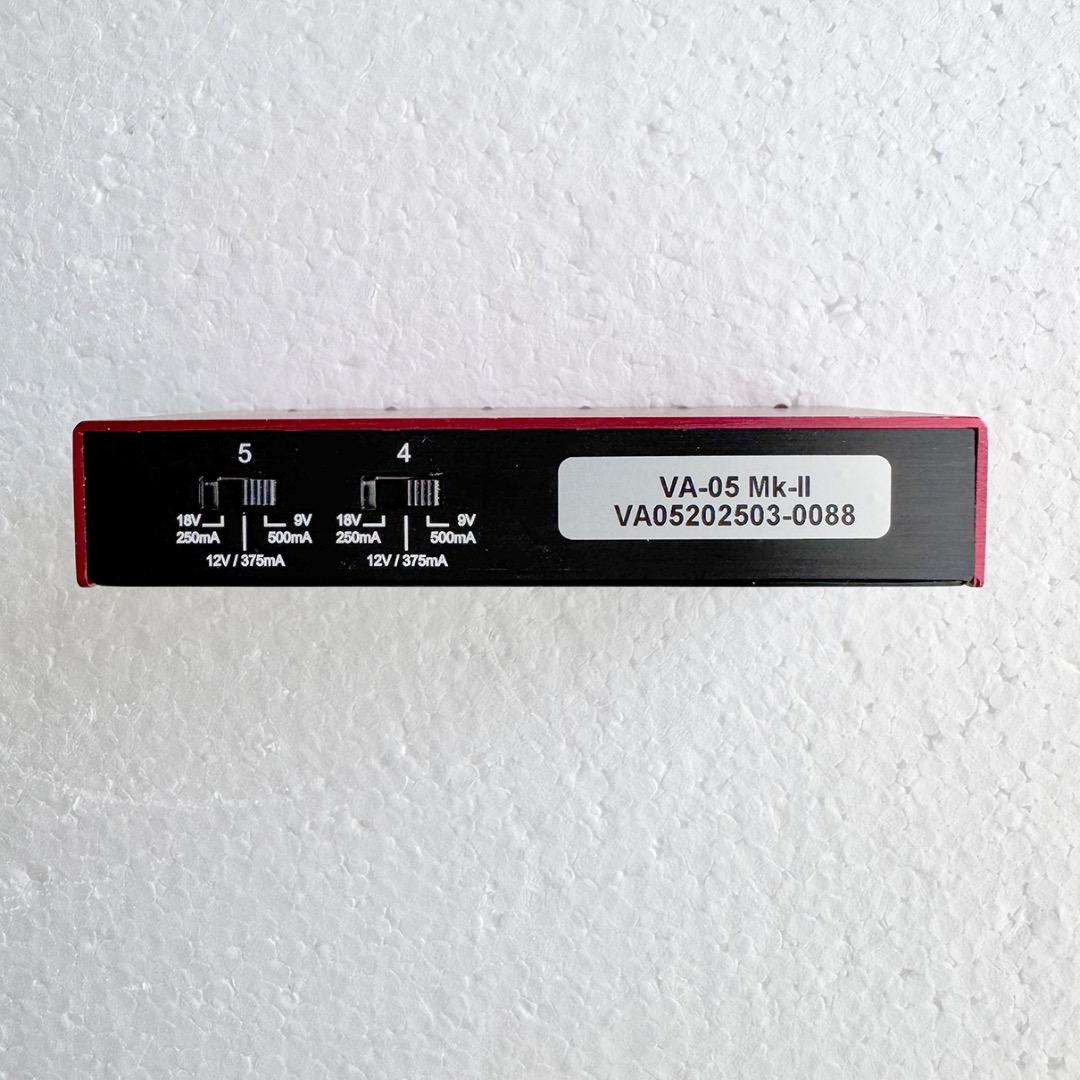 5
18V 9V
250mA 500mA
12V / 375mA
4
18V 9V
250mA 500mA
12V / 375mA
VA-05 Mk-II
VA05202503-0088